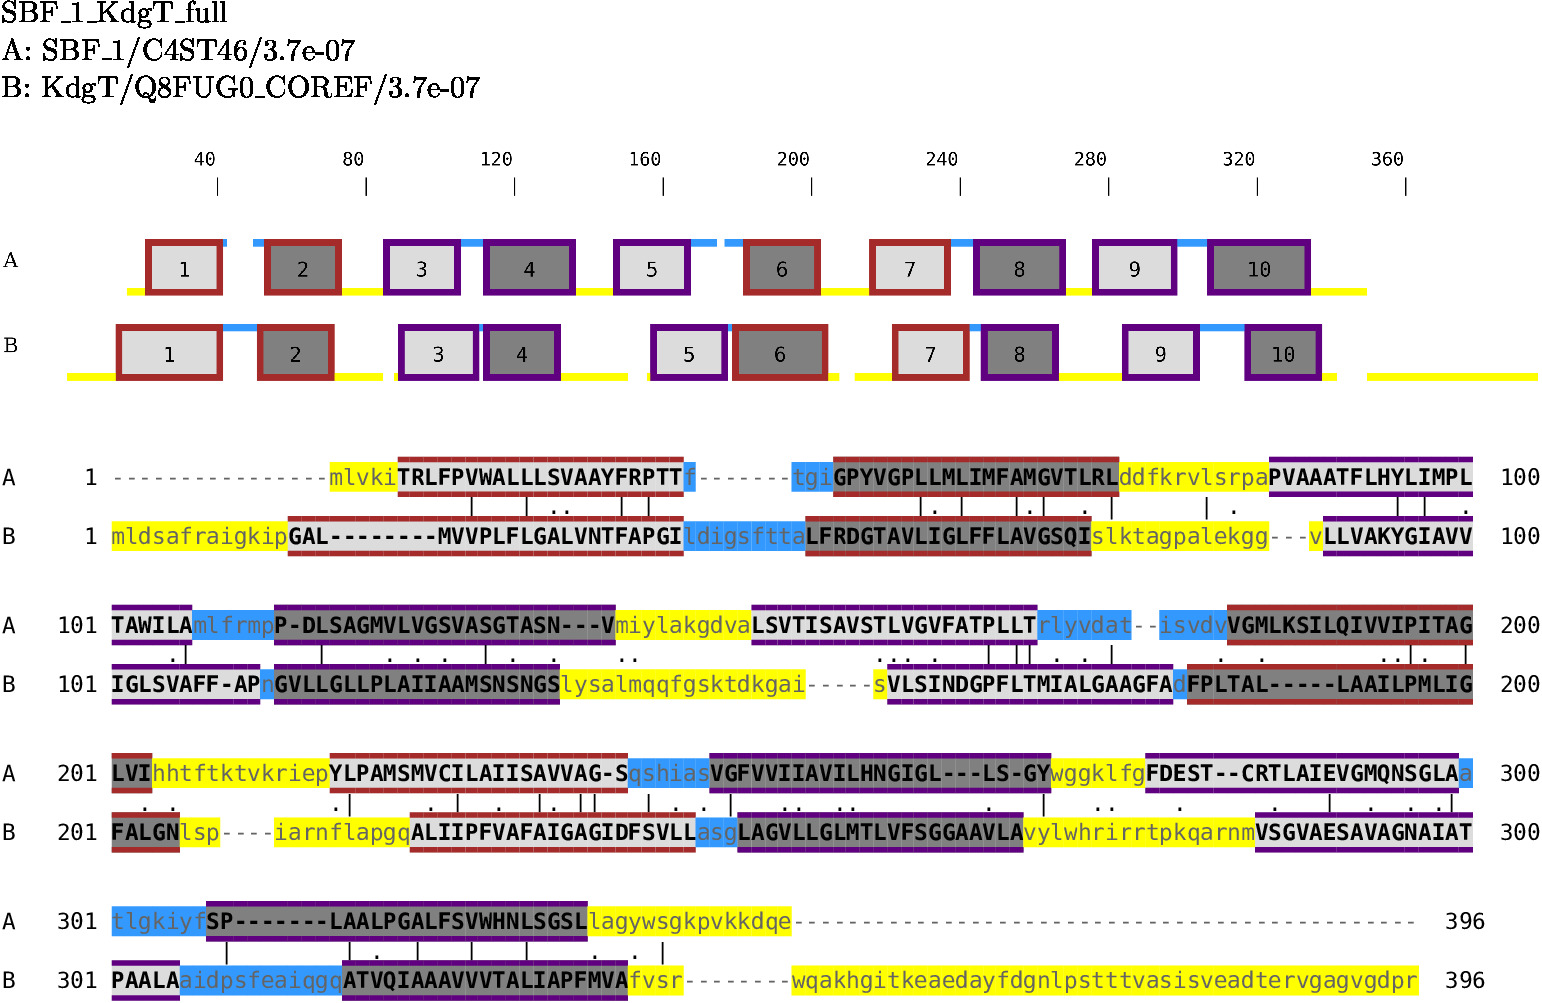 SBF_1_KdgT_full
A: SBF_1/C4ST46/3.7e-07
B: KdgT/Q8FUG0_COREF/3.7e-07
40 80 120 160 200 240 280 320 360
A 1 2 3 4 5 6 7 8 9 10
B 1 2 3 4 5 6 7 8 9 10
A 1 ----------------mlvkiTRLFPVWALLLSVAAYFRPTTf-------tgiGPYVGPLLMLIMFAMGVTLRLddfkrvlsrpaPVAAATFLHYLIMPL 100
B 1 mldsafraigkipGAL--------MVVPLFLGALVNTFAPGIldigsfttaLFRDGTAVLIGLFFLAVGSQIslktagpalekgg---vLLVAKYGIAVV 100
A 101 TAWILAmlfrmpP-DLSAGMVLVGSVASGTASN---VmiylakgdvaLSVTISAVSTLVGVFATPLLTrlyvdat--isvdvVGMLKSILQIVVIPITAG 200
B 101 IGLSVAFF-APnGVLLGLLPLAIIAAMSNSNGSlysalmqqfgsktdkgai-----sVLSINDGPFLTMIALGAAGFAdFPLTAL-----LAAILPMLIG 200
A 201 LVIhhtftktvkriepYLPAMSMVCILAIISAVVAG-SqshiasVGFVVIIAVILHNGIGL---LS-GYwggklfgFDEST--CRTLAIEVGMQNSGLAa 300
B 201 FALGNlsp----iarnflapgqALIIPFVAFAIGAGIDFSVLLasgLAGVLLGLMTLVFSGGAAVLAvylwhrirrtpkqarnmVSGVAESAVAGNAIAT 300
A 301 tlgkiyfSP-------LAALPGALFSVWHNLSGSLlagywsgkpvkkdqe---------------------------------------------- 396
B 301 PAALAaidpsfeaiqgqATVQIAAAVVVTALIAPFMVAfvsr--------wqakhgitkeaedayfdgnlpstttvasisveadtervgagvgdpr 396